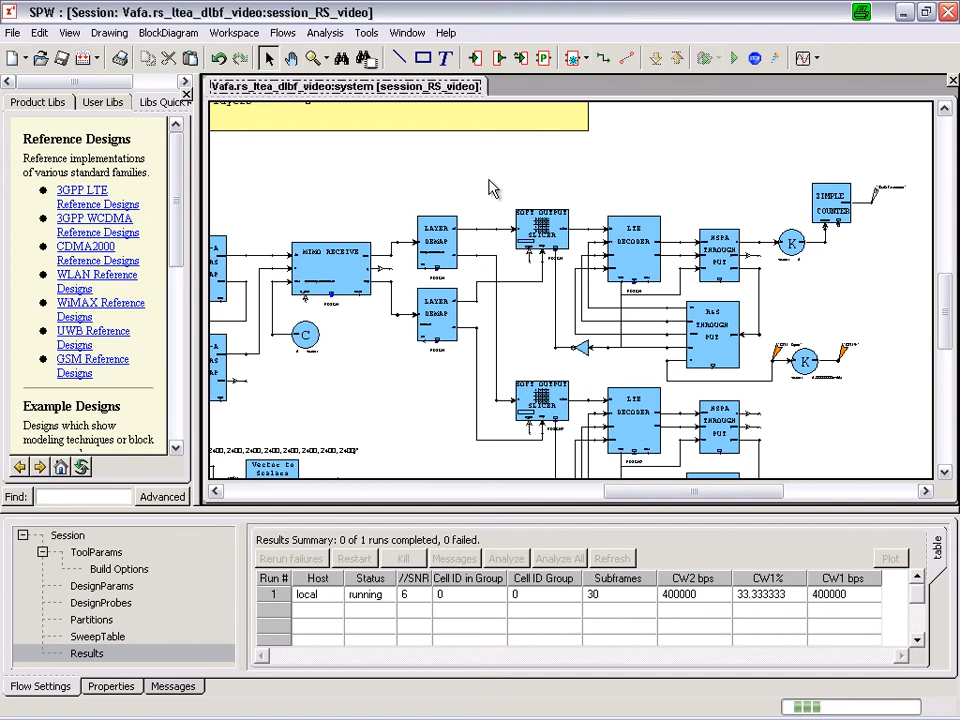 SPW : [Session: Vafa.rs_ltea_dlbf_video:session_RS_video]
File Edit View Drawing BlockDiagram Workspace Flows Analysis Tools Window Help
Vafa.rs_ltea_dlbf_video:system [session_RS_video]
Product Libs User Libs Libs Quick
Reference Designs
Reference implementations
of various standard families.
3GPP LTE
Reference Designs
3GPP WCDMA
Reference Designs
CDMA2000
Reference Designs
WLAN Reference
Designs
WiMAX Reference
Designs
UWB Reference
Designs
GSM Reference
Designs
Example Designs
Designs which show
modeling techniques or block
Find: Advanced
MIMO RECEIVE
C
LAYER
DEMAP
LAYER
DEMAP
SOFT OUTPUT
SLICER
LTE
DECODER
HSPA
THROUGH
PUT
K
SIMPLE
COUNTER
R&S
THROUGH
PUT
K
SOFT OUTPUT
SLICER
LTE
DECODER
HSPA
THROUGH
PUT
Vector to
Scalars
Session
ToolParams
Build Options
DesignParams
DesignProbes
Partitions
SweepTable
Results
Results Summary: 0 of 1 runs completed, 0 failed.
Rerun failures Restart Kill Messages Analyze Analyze All Refresh Plot
Run # Host Status //SNR Cell ID in Group Cell ID Group Subframes CW2 bps CW1% CW1 bps
1 local running 6 0 0 30 400000 33.333333 400000
table
Flow Settings Properties Messages